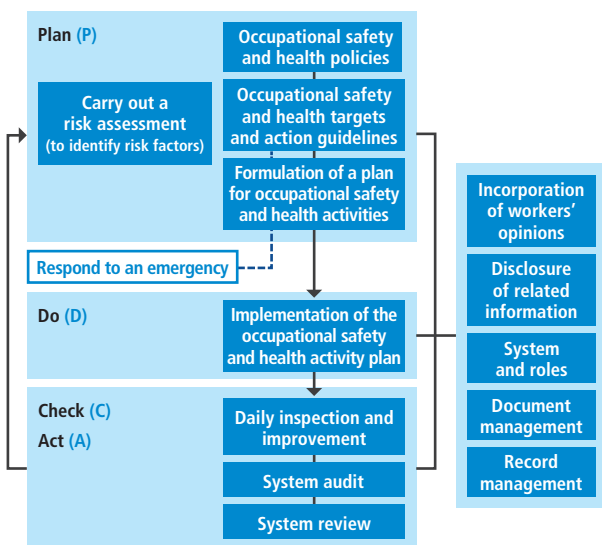 Plan (P)
Occupational safety
and health policies
Carry out a
risk assessment
(to identify risk factors)
Occupational safety
and health targets
and action guidelines
Formulation of a plan
for occupational safety
and health activities
Respond to an emergency
Do (D)
Implementation of the
occupational safety
and health activity plan
Check (C)
Act (A)
Daily inspection and
improvement
System audit
System review
Incorporation
of workers’
opinions
Disclosure
of related
information
System
and roles
Document
management
Record
management